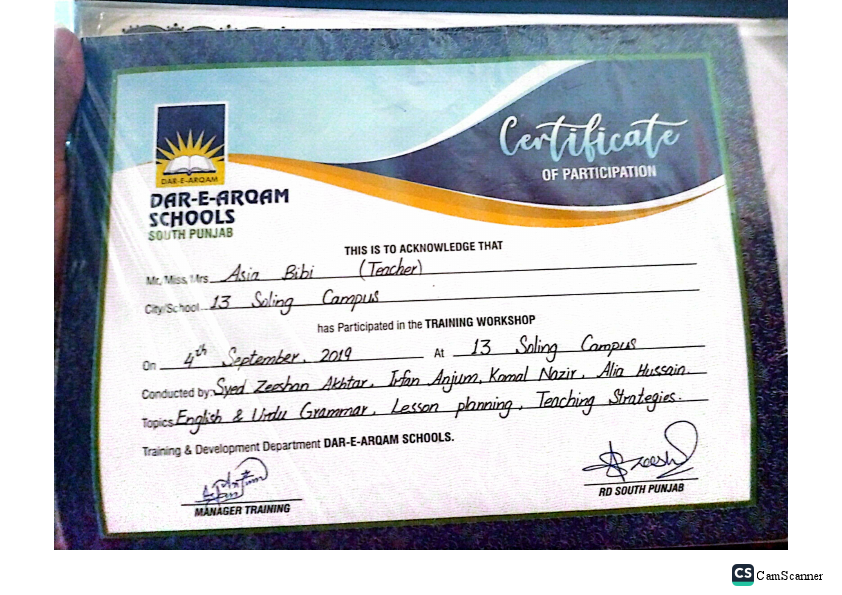 Certificate
OF PARTICIPATION
DAR-E-ARQAM
DAR-E-ARQAM
SCHOOLS
SOUTH PUNJAB
THIS IS TO ACKNOWLEDGE THAT
Mr, Miss, Mrs Asia Bibi (Teacher)
City/School 13 Soling Campus
has Participated in the TRAINING WORKSHOP
On 4th September, 2019 At 13 Soling Campus
Conducted by: Syed Zeeshan Akhtar, Irfan Anjum, Komal Nazir, Alia Hussain.
Topics English & Urdu Grammar, Lesson planning, Teaching Strategies.
Training & Development Department DAR-E-ARQAM SCHOOLS.
MANAGER TRAINING
RD SOUTH PUNJAB
CS CamScanner